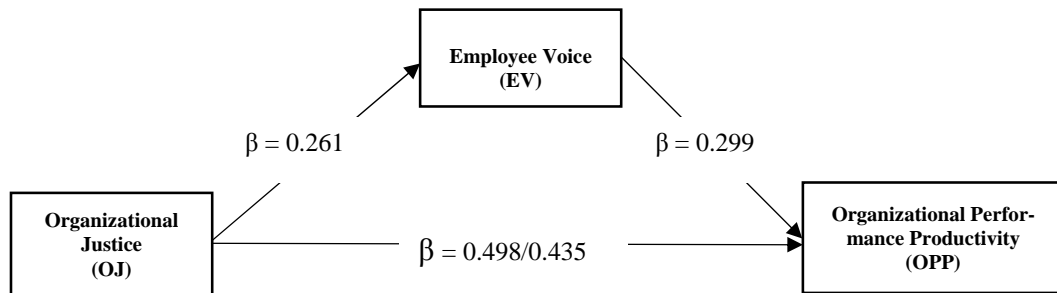 Employee Voice
(EV)
β = 0.261
β = 0.299
Organizational
Justice
(OJ)
β = 0.498/0.435
Organizational Perfor-
mance Productivity
(OPP)